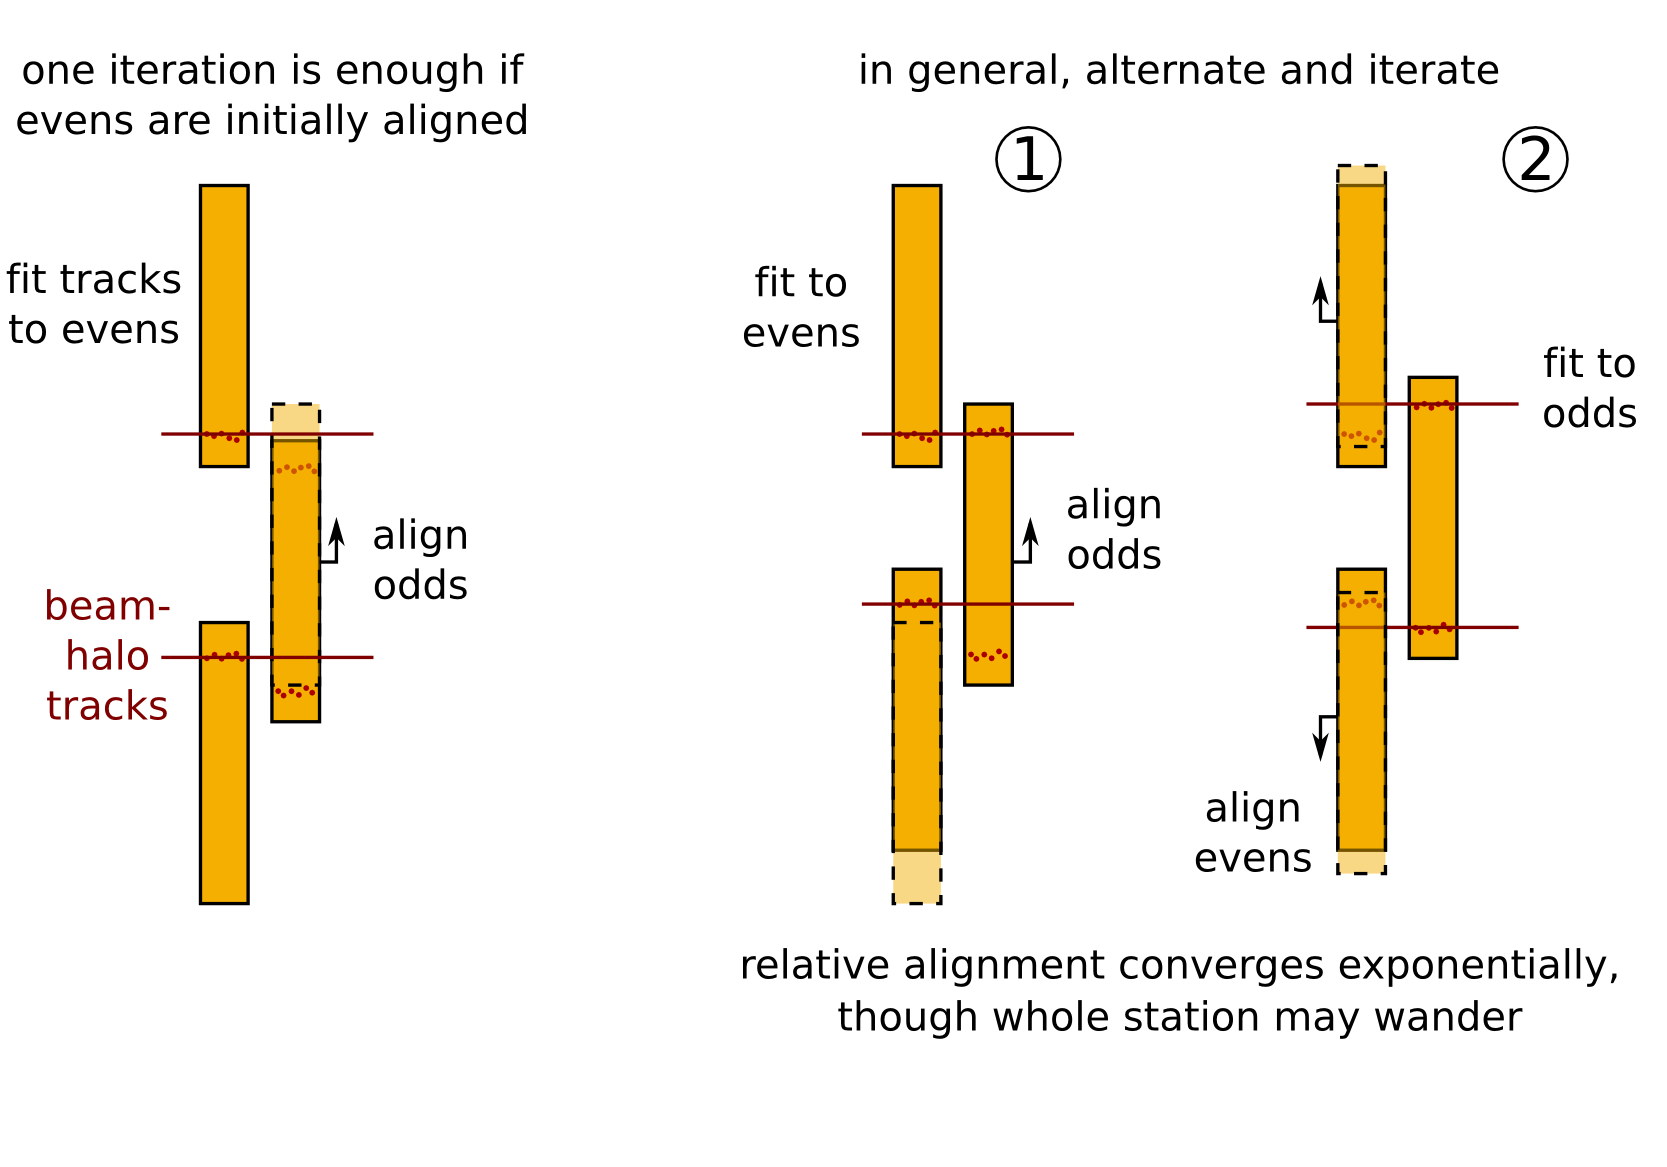 one iteration is enough if
evens are initially aligned
fit tracks
to evens
align
odds
beam-
halo
tracks
in general, alternate and iterate
1
2
fit to
evens
align
odds
fit to
odds
align
evens
relative alignment converges exponentially,
though whole station may wander